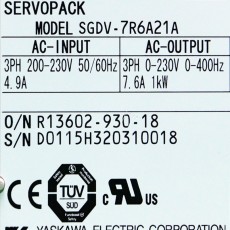 SERVOPACK
MODEL SGDV-7R6A21A
AC-INPUT AC-OUTPUT
3PH 200-230V 50/60Hz 3PH 0-230V 0-400Hz
4.9A 7.6A 1kW
O/N R13602-930-18
S/N D0115H320310018
TÜV
SÜD
c US
YASKAWA ELECTRIC CORPORATION